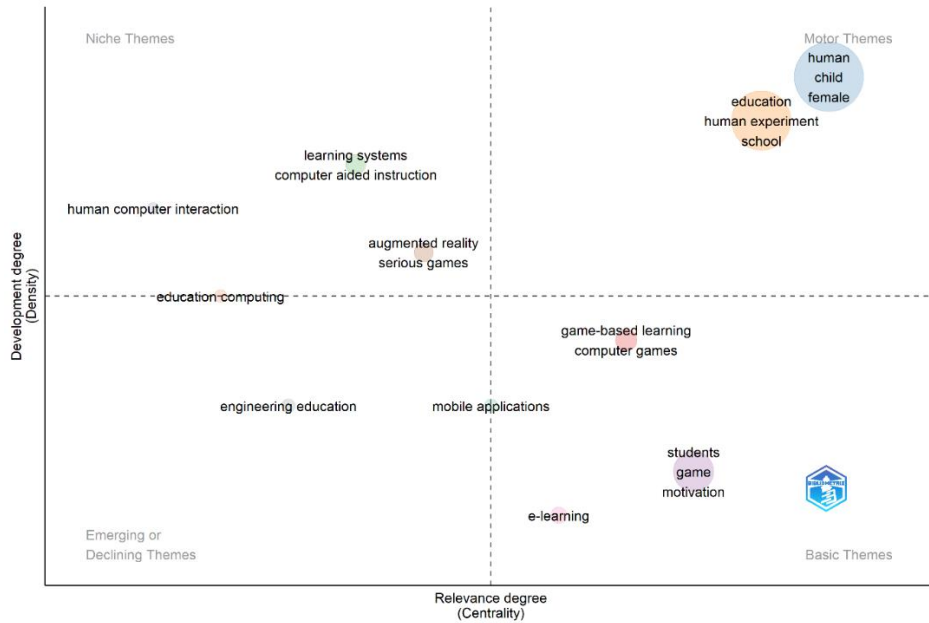 Niche Themes
Motor Themes
human
child
female
education
human experiment
school
learning systems
computer aided instruction
human computer interaction
augmented reality
serious games
education computing
game-based learning
computer games
engineering education
mobile applications
students
game
motivation
e-learning
BIBLIOMETRIX
Emerging or
Declining Themes
Basic Themes
Development degree
(Density)
Relevance degree
(Centrality)